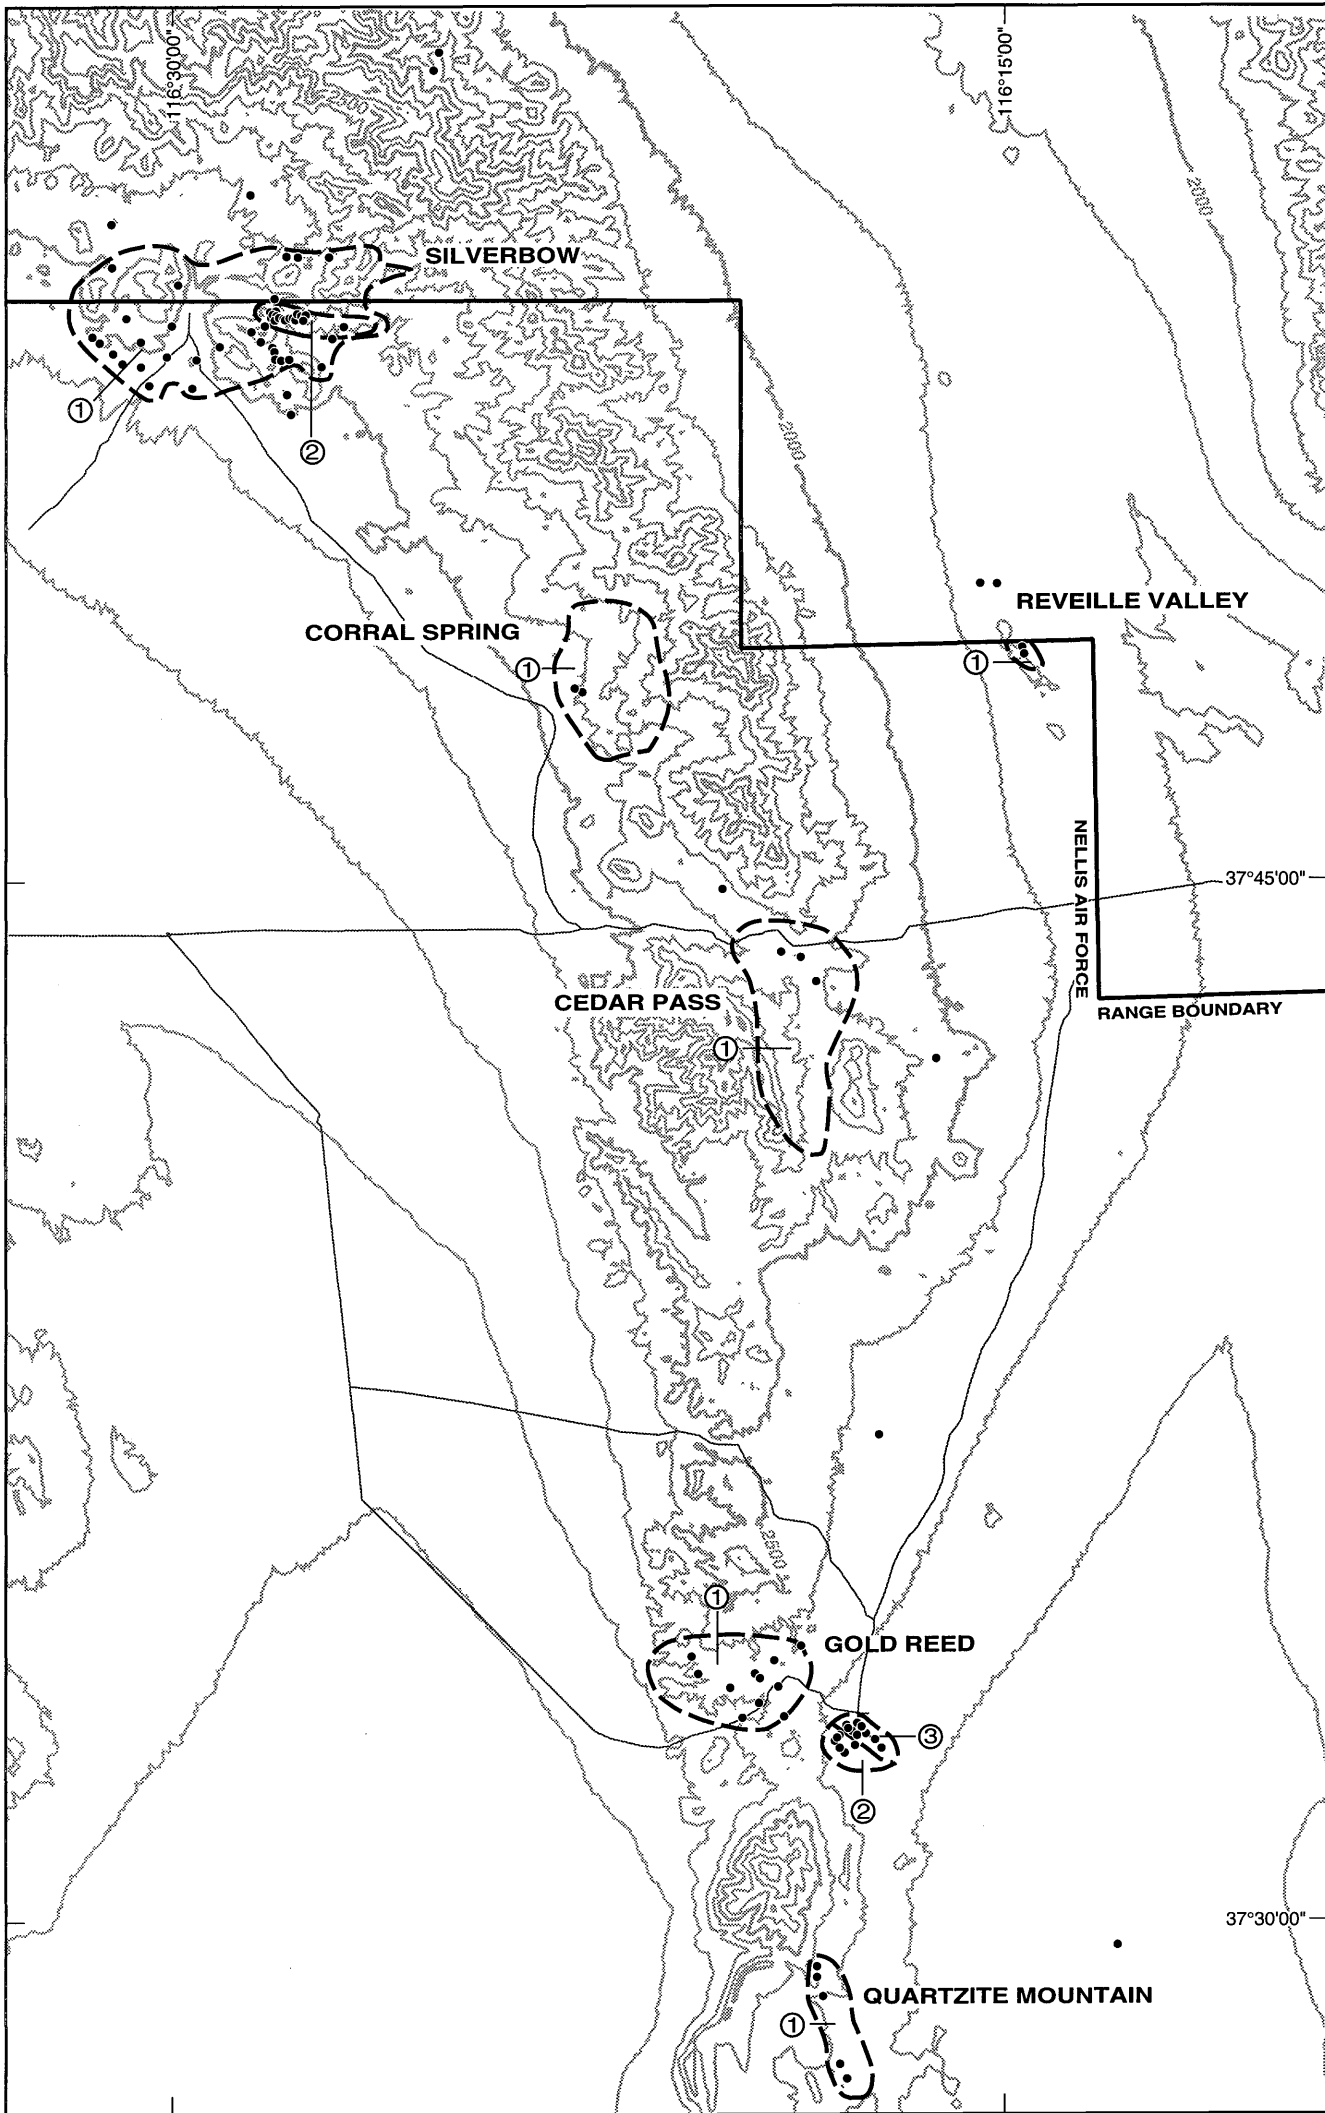 116°30'00"
116°15'00"
2500
2000
SILVERBOW
①
②
2000
REVEILLE VALLEY
CORRAL SPRING
①
①
NELLIS AIR FORCE
37°45'00"
CEDAR PASS
RANGE BOUNDARY
①
2500
①
GOLD REED
③
②
37°30'00"
QUARTZITE MOUNTAIN
①